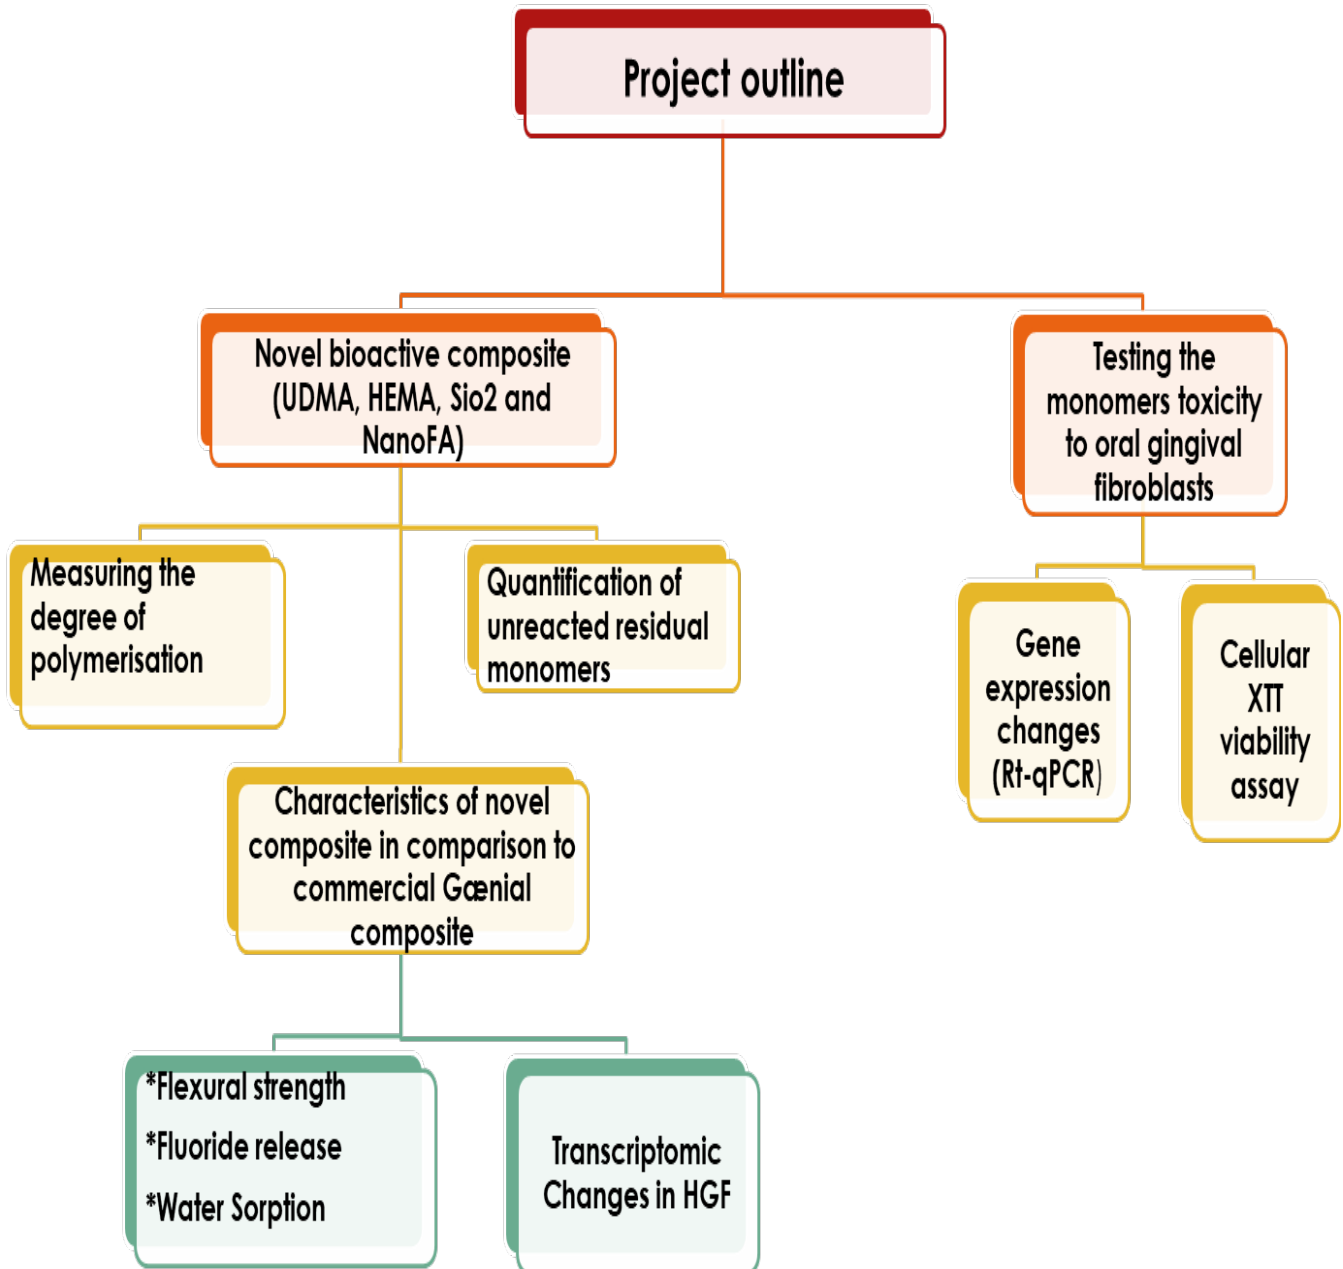 Project outline
Novel bioactive composite
(UDMA, HEMA, Sio2 and
NanoFA)
Testing the
monomers toxicity
to oral gingival
fibroblasts
Measuring the
degree of
polymerisation
Quantification of
unreacted residual
monomers
Gene
expression
changes
(Rt-qPCR)
Cellular
XTT
viability
assay
Characteristics of novel
composite in comparison to
commercial Gænial
composite
*Flexural strength
*Fluoride release
*Water Sorption
Transcriptomic
Changes in HGF